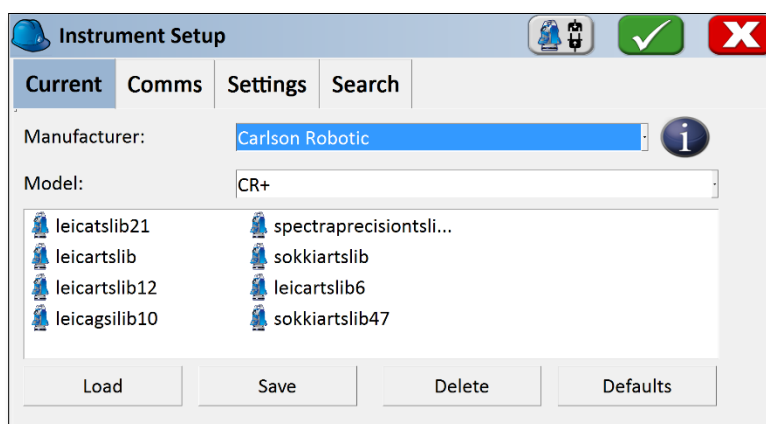 Instrument Setup
Current Comms Settings Search
Manufacturer: Carlson Robotic i
Model: CR+
leicatslib21 spectraprecisiontsli...
leicartslib sokkiartslib
leicartslib12 leicartslib6
leicagsilib10 sokkiartslib47
Load Save Delete Defaults